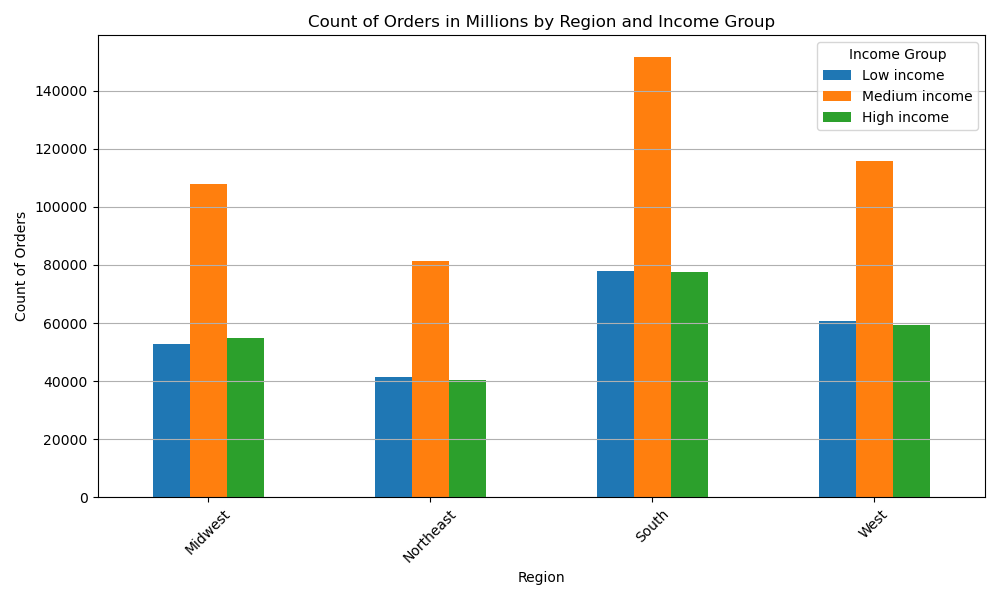 Count of Orders in Millions by Region and Income Group
Income Group
Low income
Medium income
High income
140000
120000
100000
80000
60000
40000
20000
0
Count of Orders
Midwest
Northeast
South
West
Region